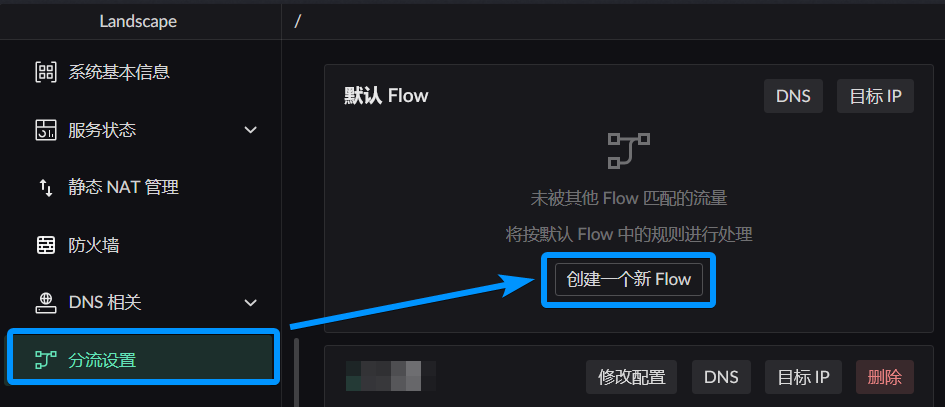 Landscape
/
系统基本信息
服务状态
静态 NAT 管理
防火墙
DNS 相关
分流设置
默认 Flow
DNS
目标 IP
未被其他 Flow 匹配的流量
将按默认 Flow 中的规则进行处理
创建一个新 Flow
修改配置
DNS
目标 IP
删除